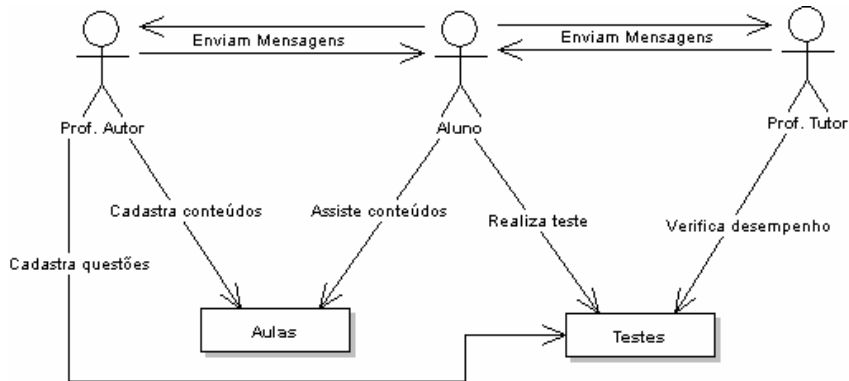 Enviam Mensagens
Enviam Mensagens
Prof. Autor
Aluno
Prof. Tutor
Cadastra conteúdos
Assiste conteúdos
Realiza teste
Verifica desempenho
Cadastra questões
Aulas
Testes